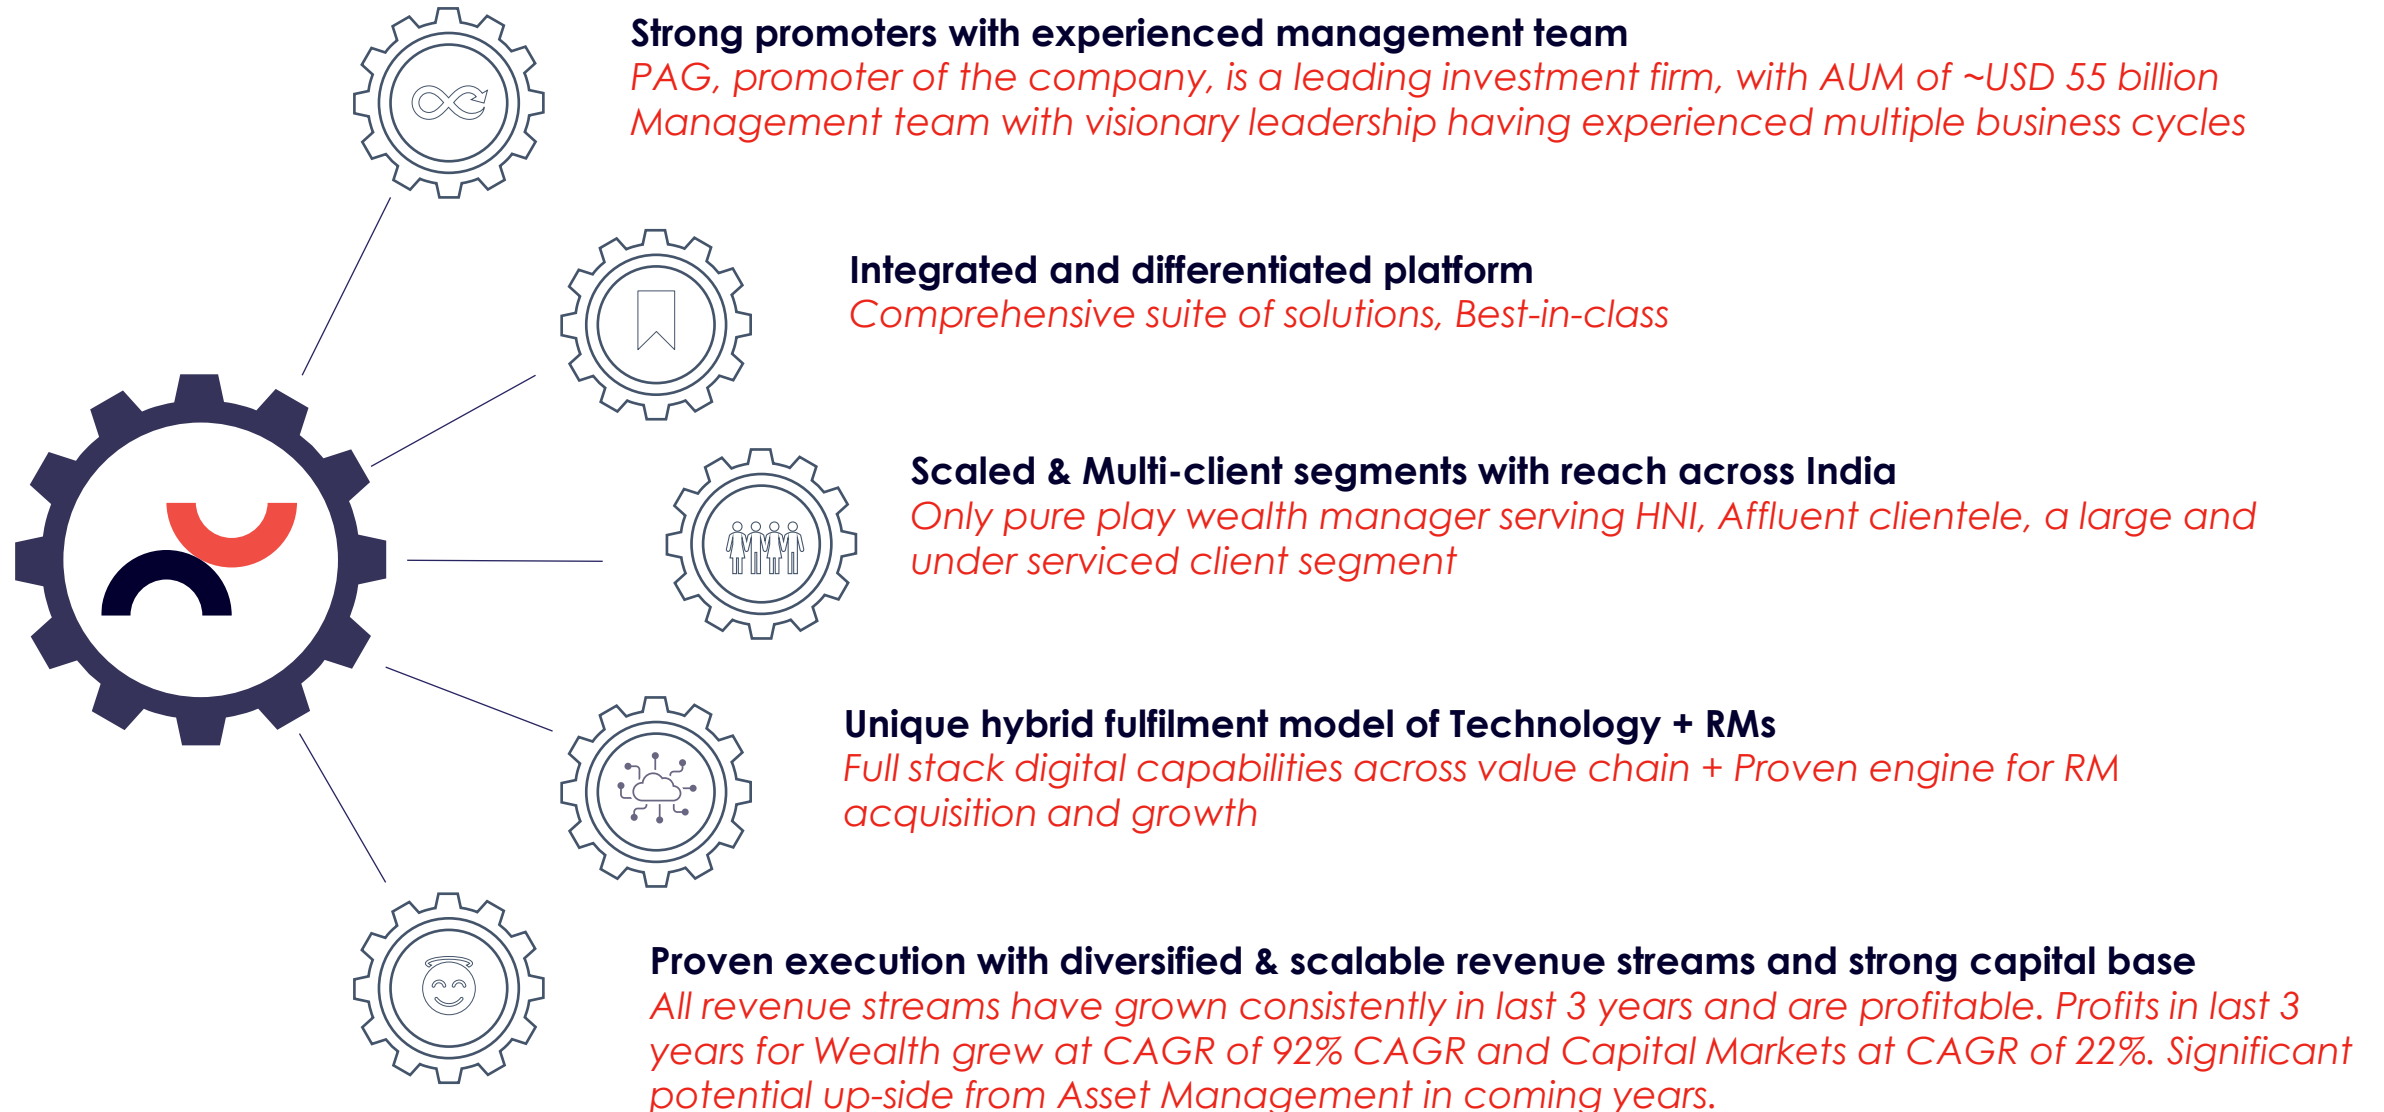 Strong promoters with experienced management team
PAG, promoter of the company, is a leading investment firm, with AUM of ~USD 55 billion
Management team with visionary leadership having experienced multiple business cycles
Integrated and differentiated platform
Comprehensive suite of solutions, Best-in-class
Scaled & Multi-client segments with reach across India
Only pure play wealth manager serving HNI, Affluent clientele, a large and
under serviced client segment
Unique hybrid fulfilment model of Technology + RMs
Full stack digital capabilities across value chain + Proven engine for RM
acquisition and growth
Proven execution with diversified & scalable revenue streams and strong capital base
All revenue streams have grown consistently in last 3 years and are profitable. Profits in last 3
years for Wealth grew at CAGR of 92% CAGR and Capital Markets at CAGR of 22%. Significant
potential up-side from Asset Management in coming years.